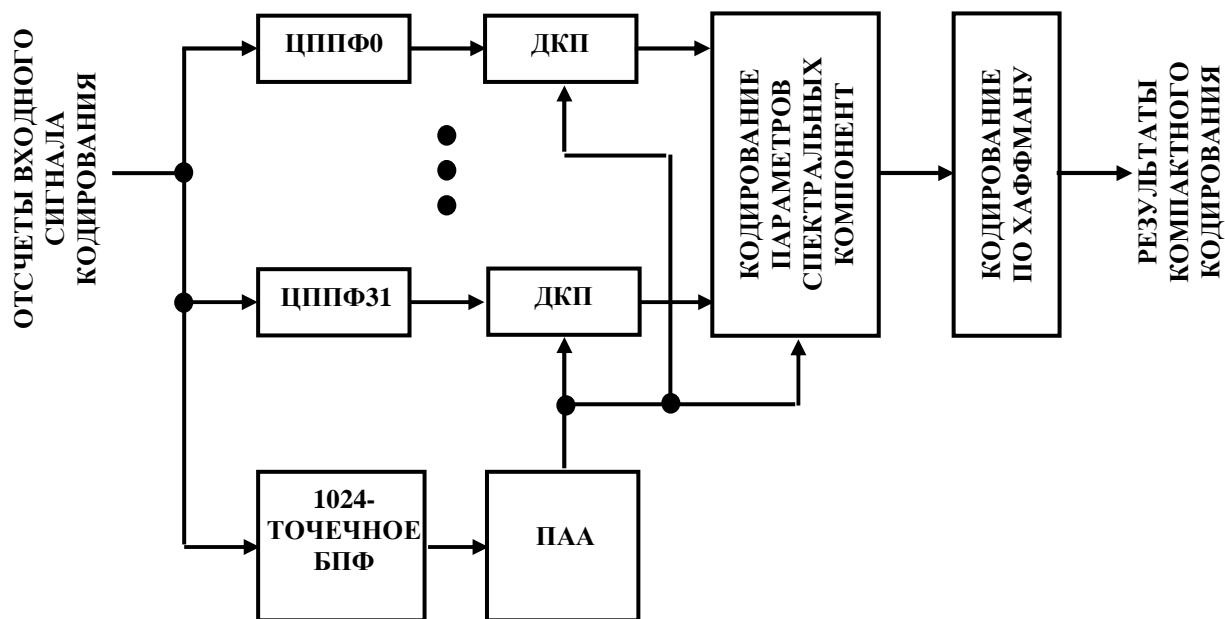 ОТСЧЕТЫ ВХОДНОГО
СИГНАЛА
КОДИРОВАНИЯ
ЦППФ0
ДКП
ЦППФ31
ДКП
1024-
ТОЧЕЧНОЕ
БПФ
ПАА
КОДИРОВАНИЕ
ПАРАМЕТРОВ
СПЕКТРАЛЬНЫХ
КОМПОНЕНТ
КОДИРОВАНИЕ
ПО ХАФФМАНУ
РЕЗУЛЬТАТЫ
КОМПАКТНОГО
КОДИРОВАНИЯ